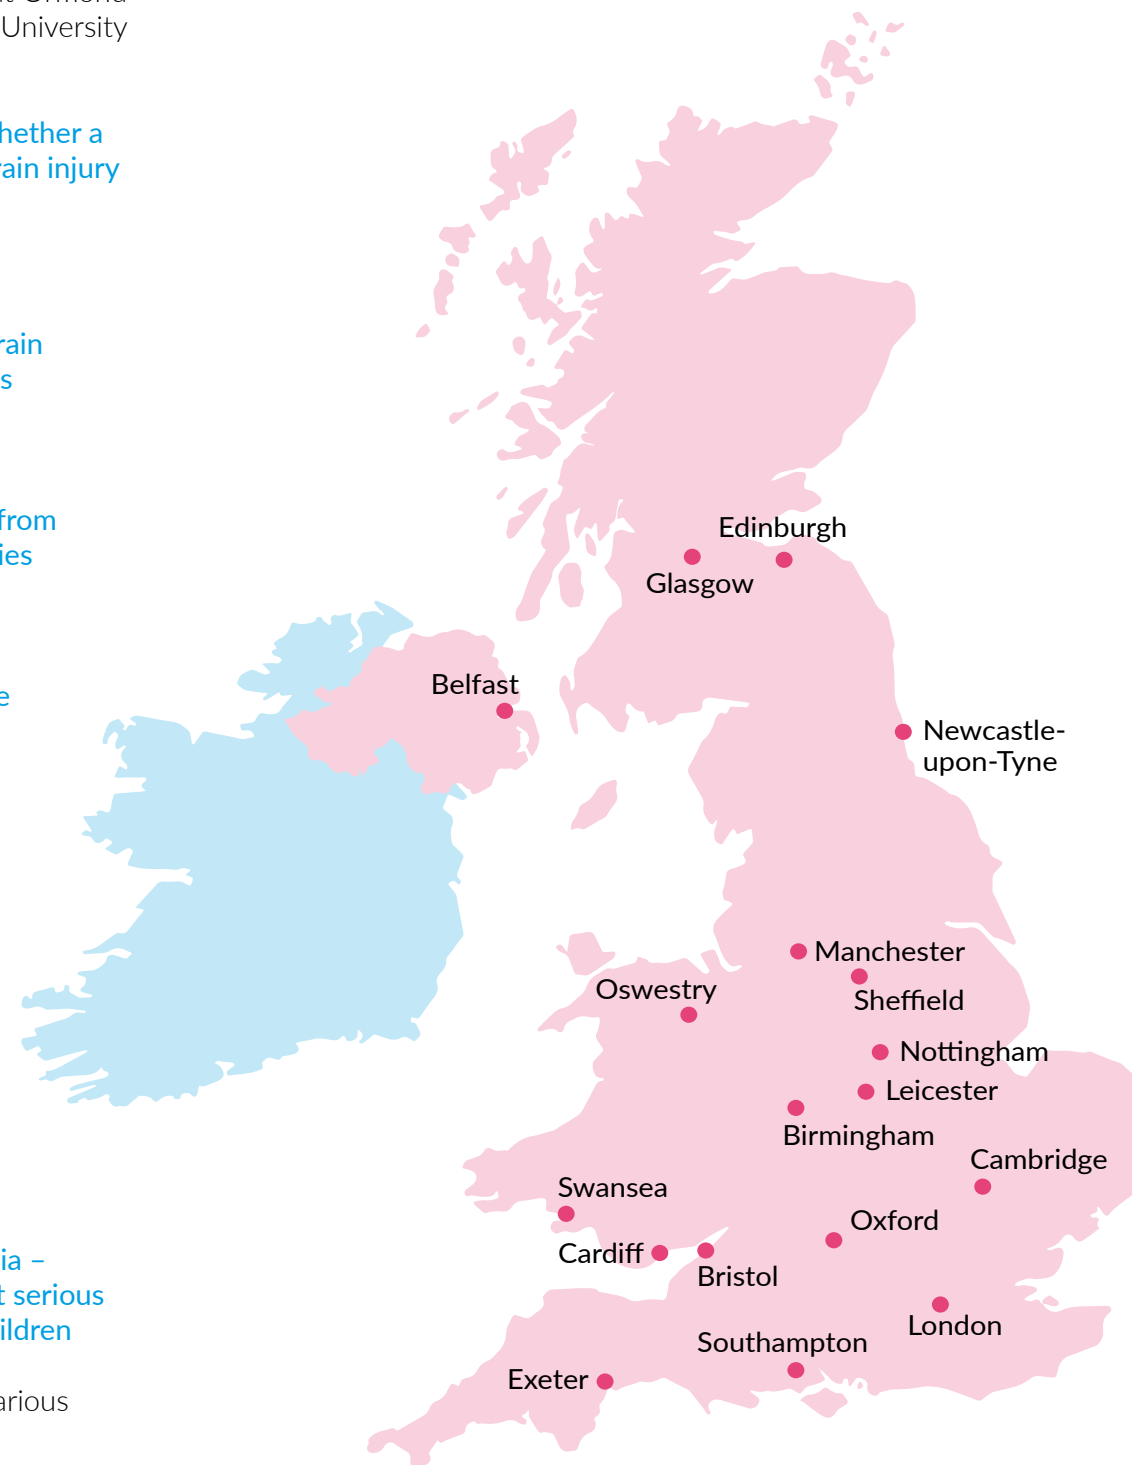 University
hether a
rain injury
rain
s
from
ies
e
ia –
t serious
ildren
arious
Edinburgh
Glasgow
Belfast
Newcastle-
upon-Tyne
Manchester
Oswestry
Sheffield
Nottingham
Leicester
Birmingham
Cambridge
Swansea
Oxford
Cardiff
Bristol
London
Southampton
Exeter